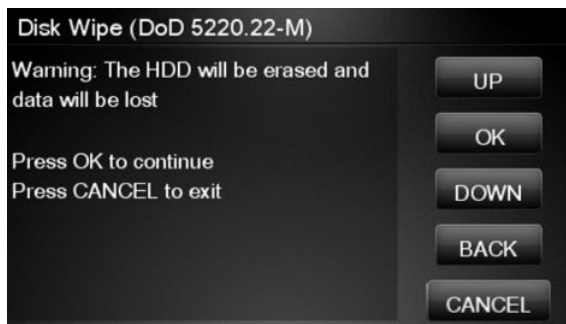 Disk Wipe (DoD 5220.22-M)
Warning: The HDD will be erased and
data will be lost
Press OK to continue
Press CANCEL to exit
UP
OK
DOWN
BACK
CANCEL